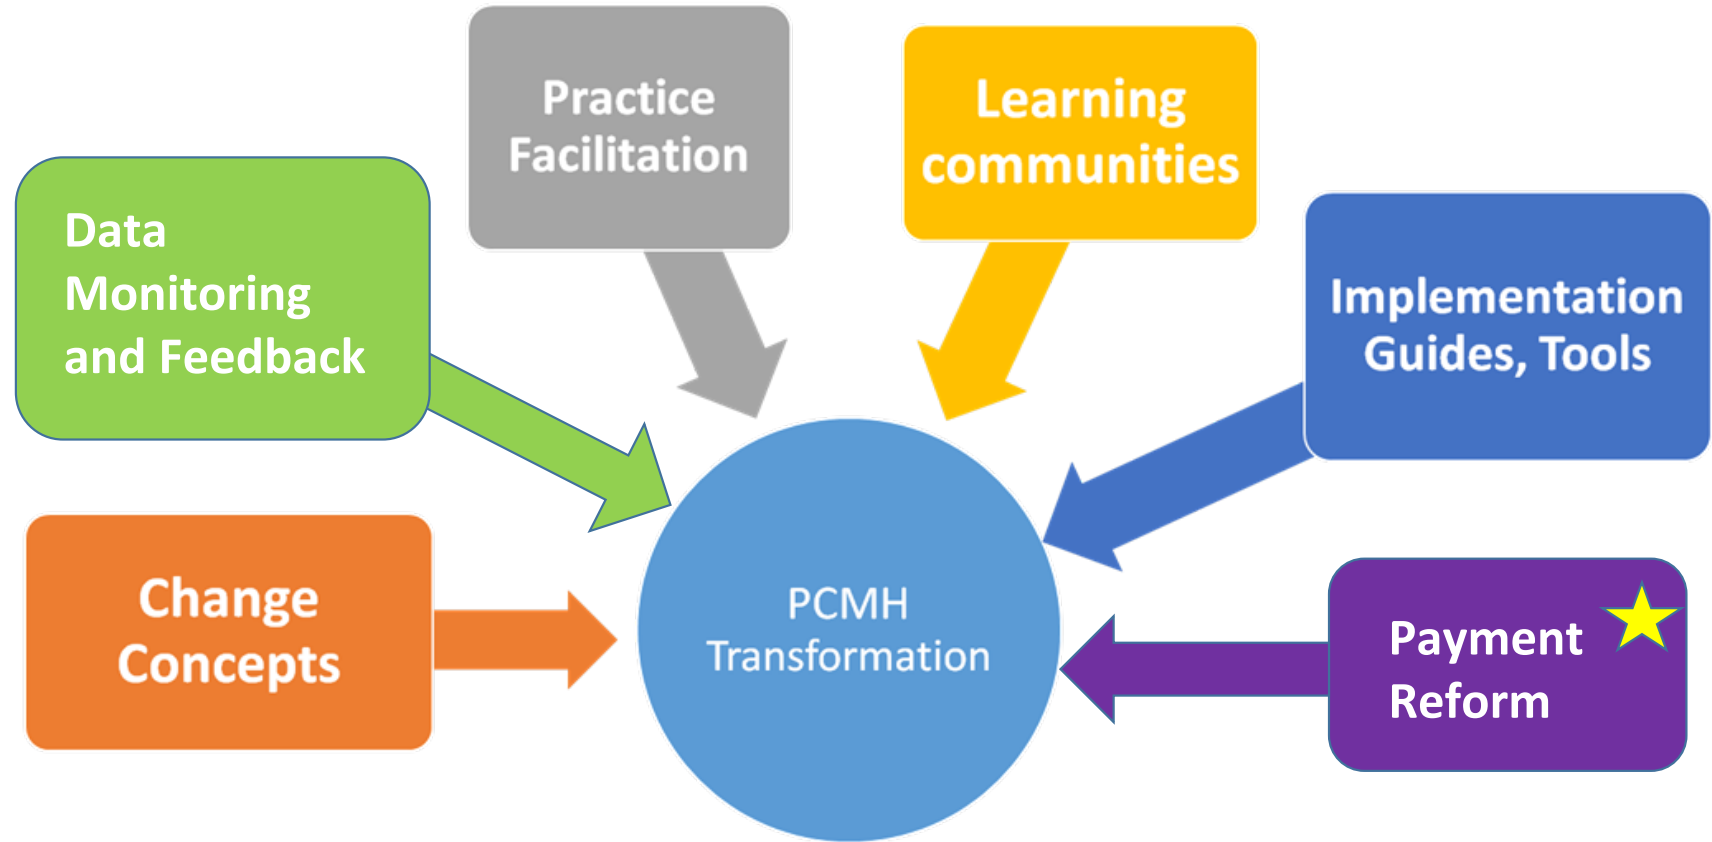 Practice
Facilitation
Learning
communities
Data
Monitoring
and Feedback
Implementation
Guides, Tools
Change
Concepts
PCMH
Transformation
Payment
Reform